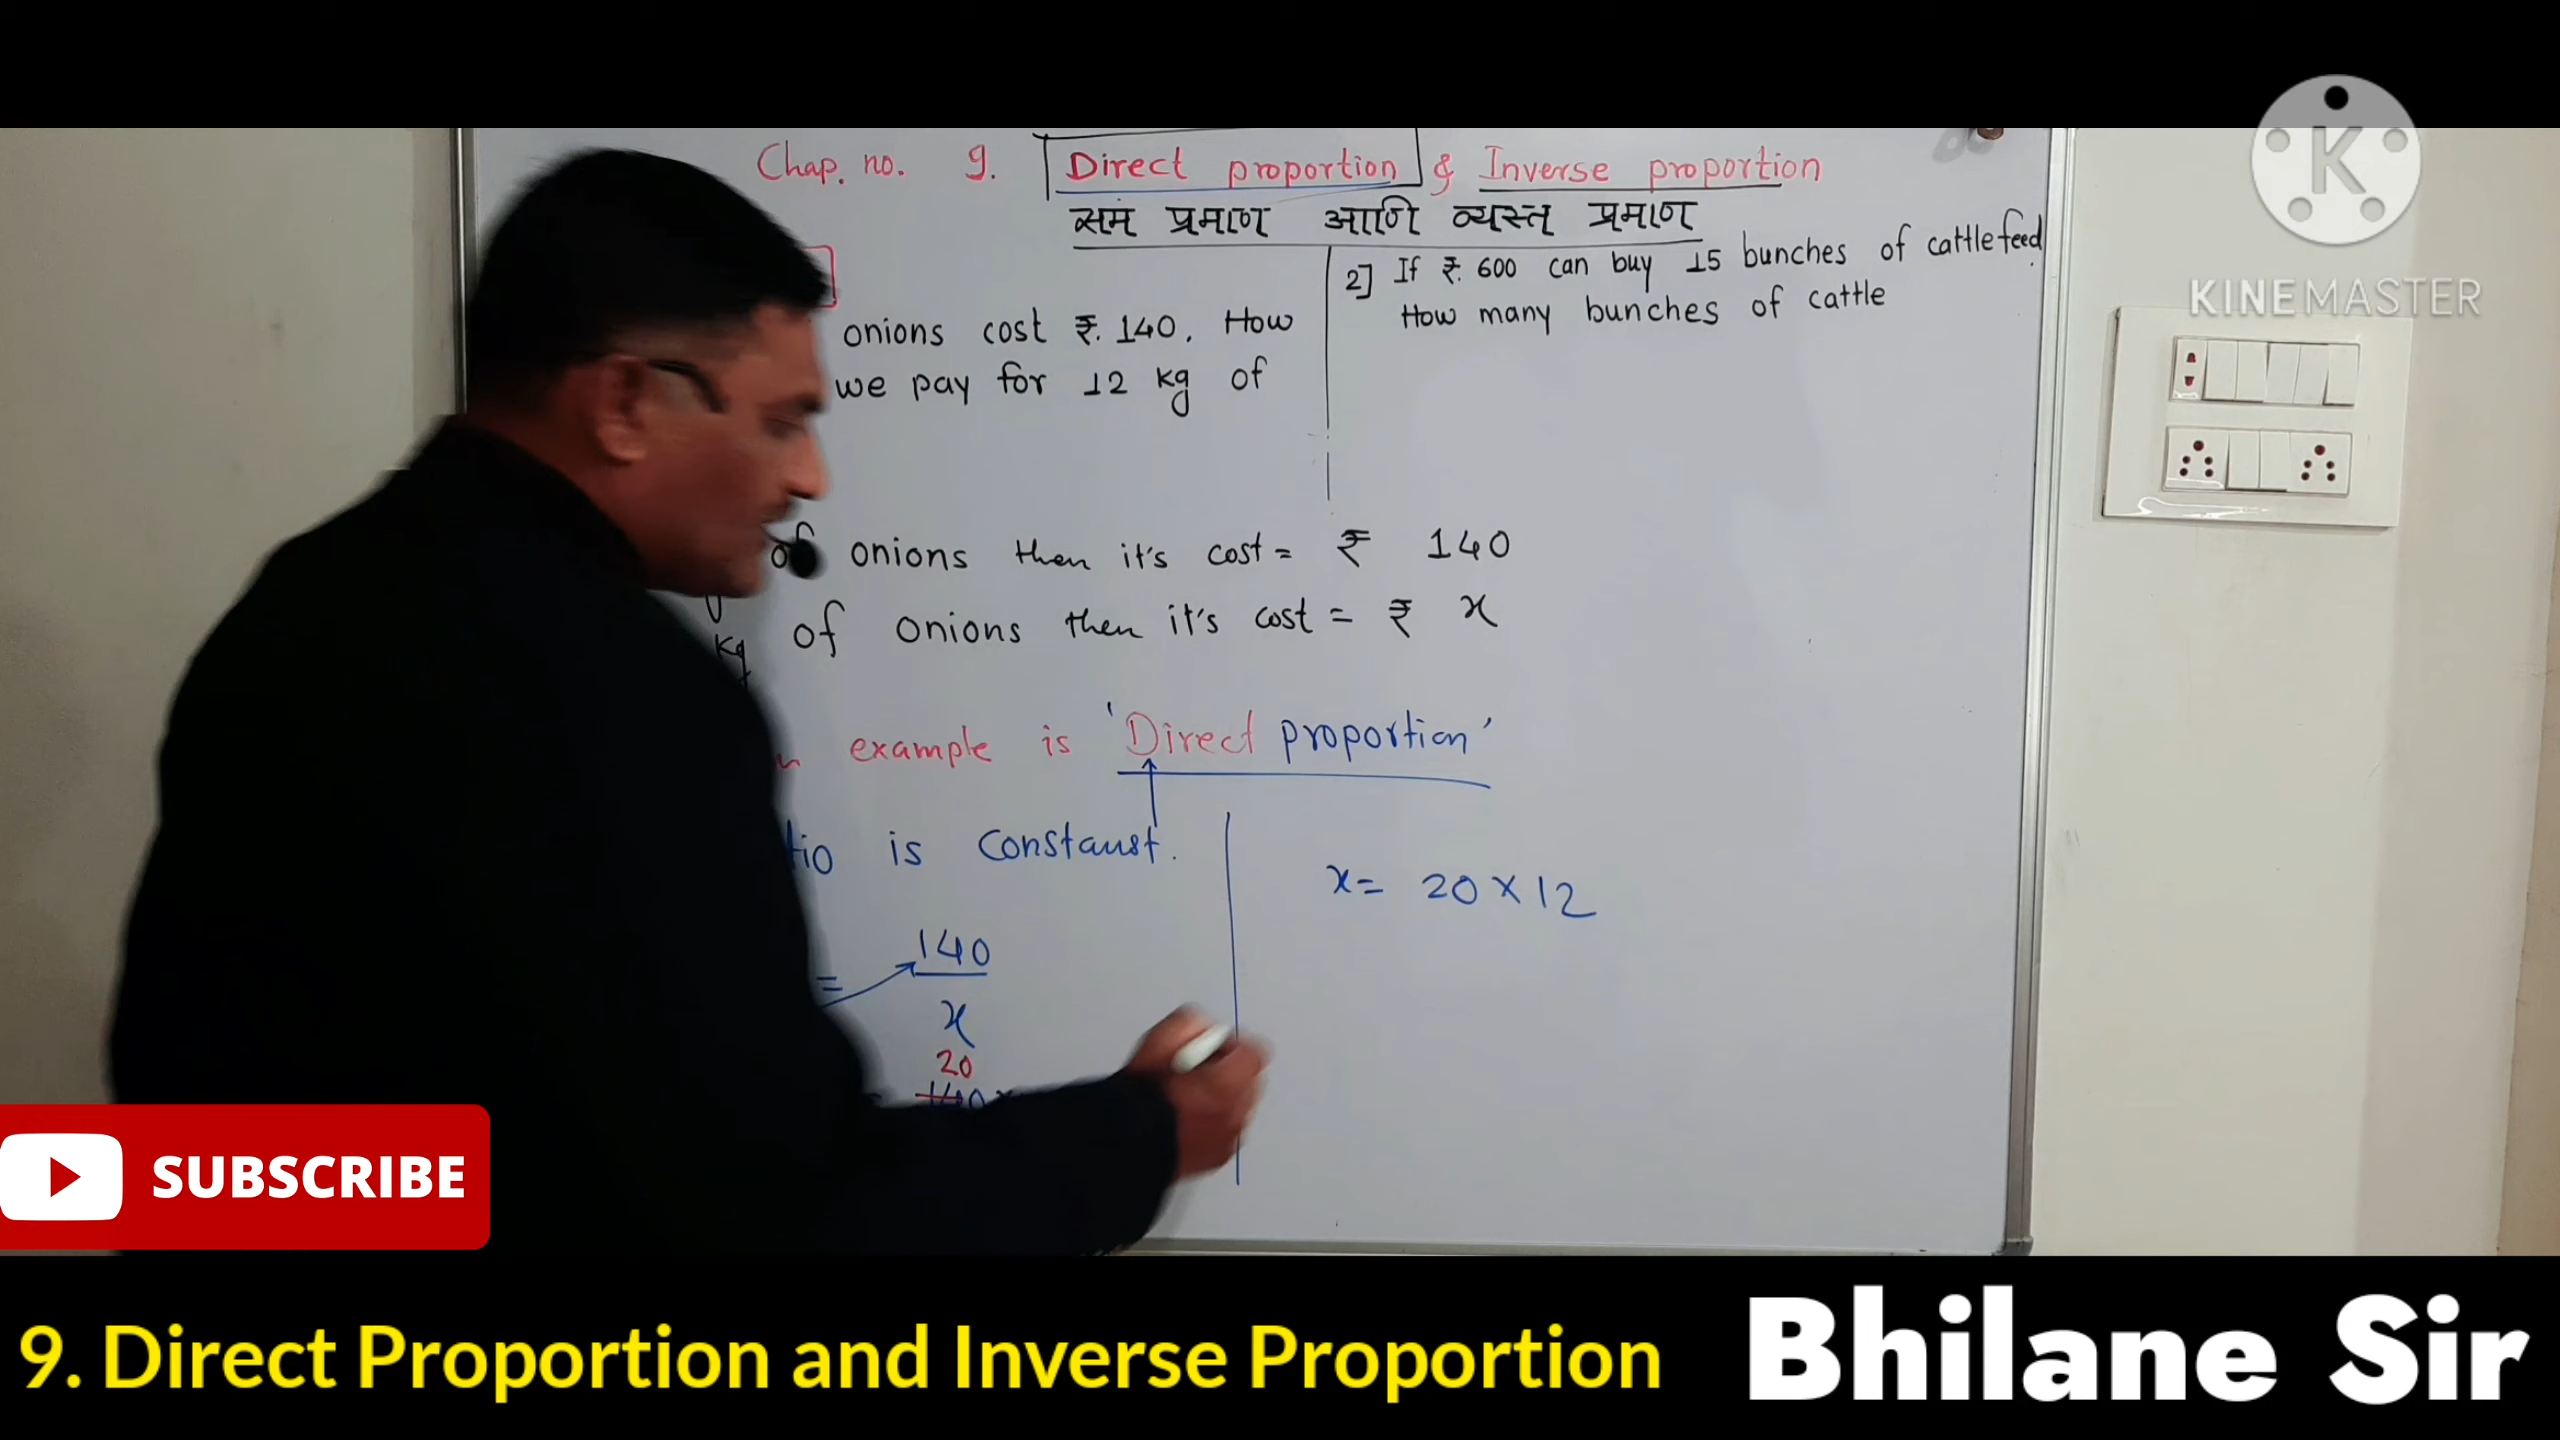 Chap. no. 9. Direct proportion & Inverse proportion
सम प्रमाण आणि व्यस्त प्रमाण
onions cost ₹. 140. How
we pay for 12 kg of
2] If ₹. 600 can buy 15 bunches of cattle feed.
How many bunches of cattle
of onions then it's cost = ₹ 140
kg of onions then it's cost = ₹ x
example is 'Direct proportion'
is constant.
= 140
x
20
140
x = 20 × 12
K
KINEMASTER
SUBSCRIBE
9. Direct Proportion and Inverse Proportion
Bhilane Sir